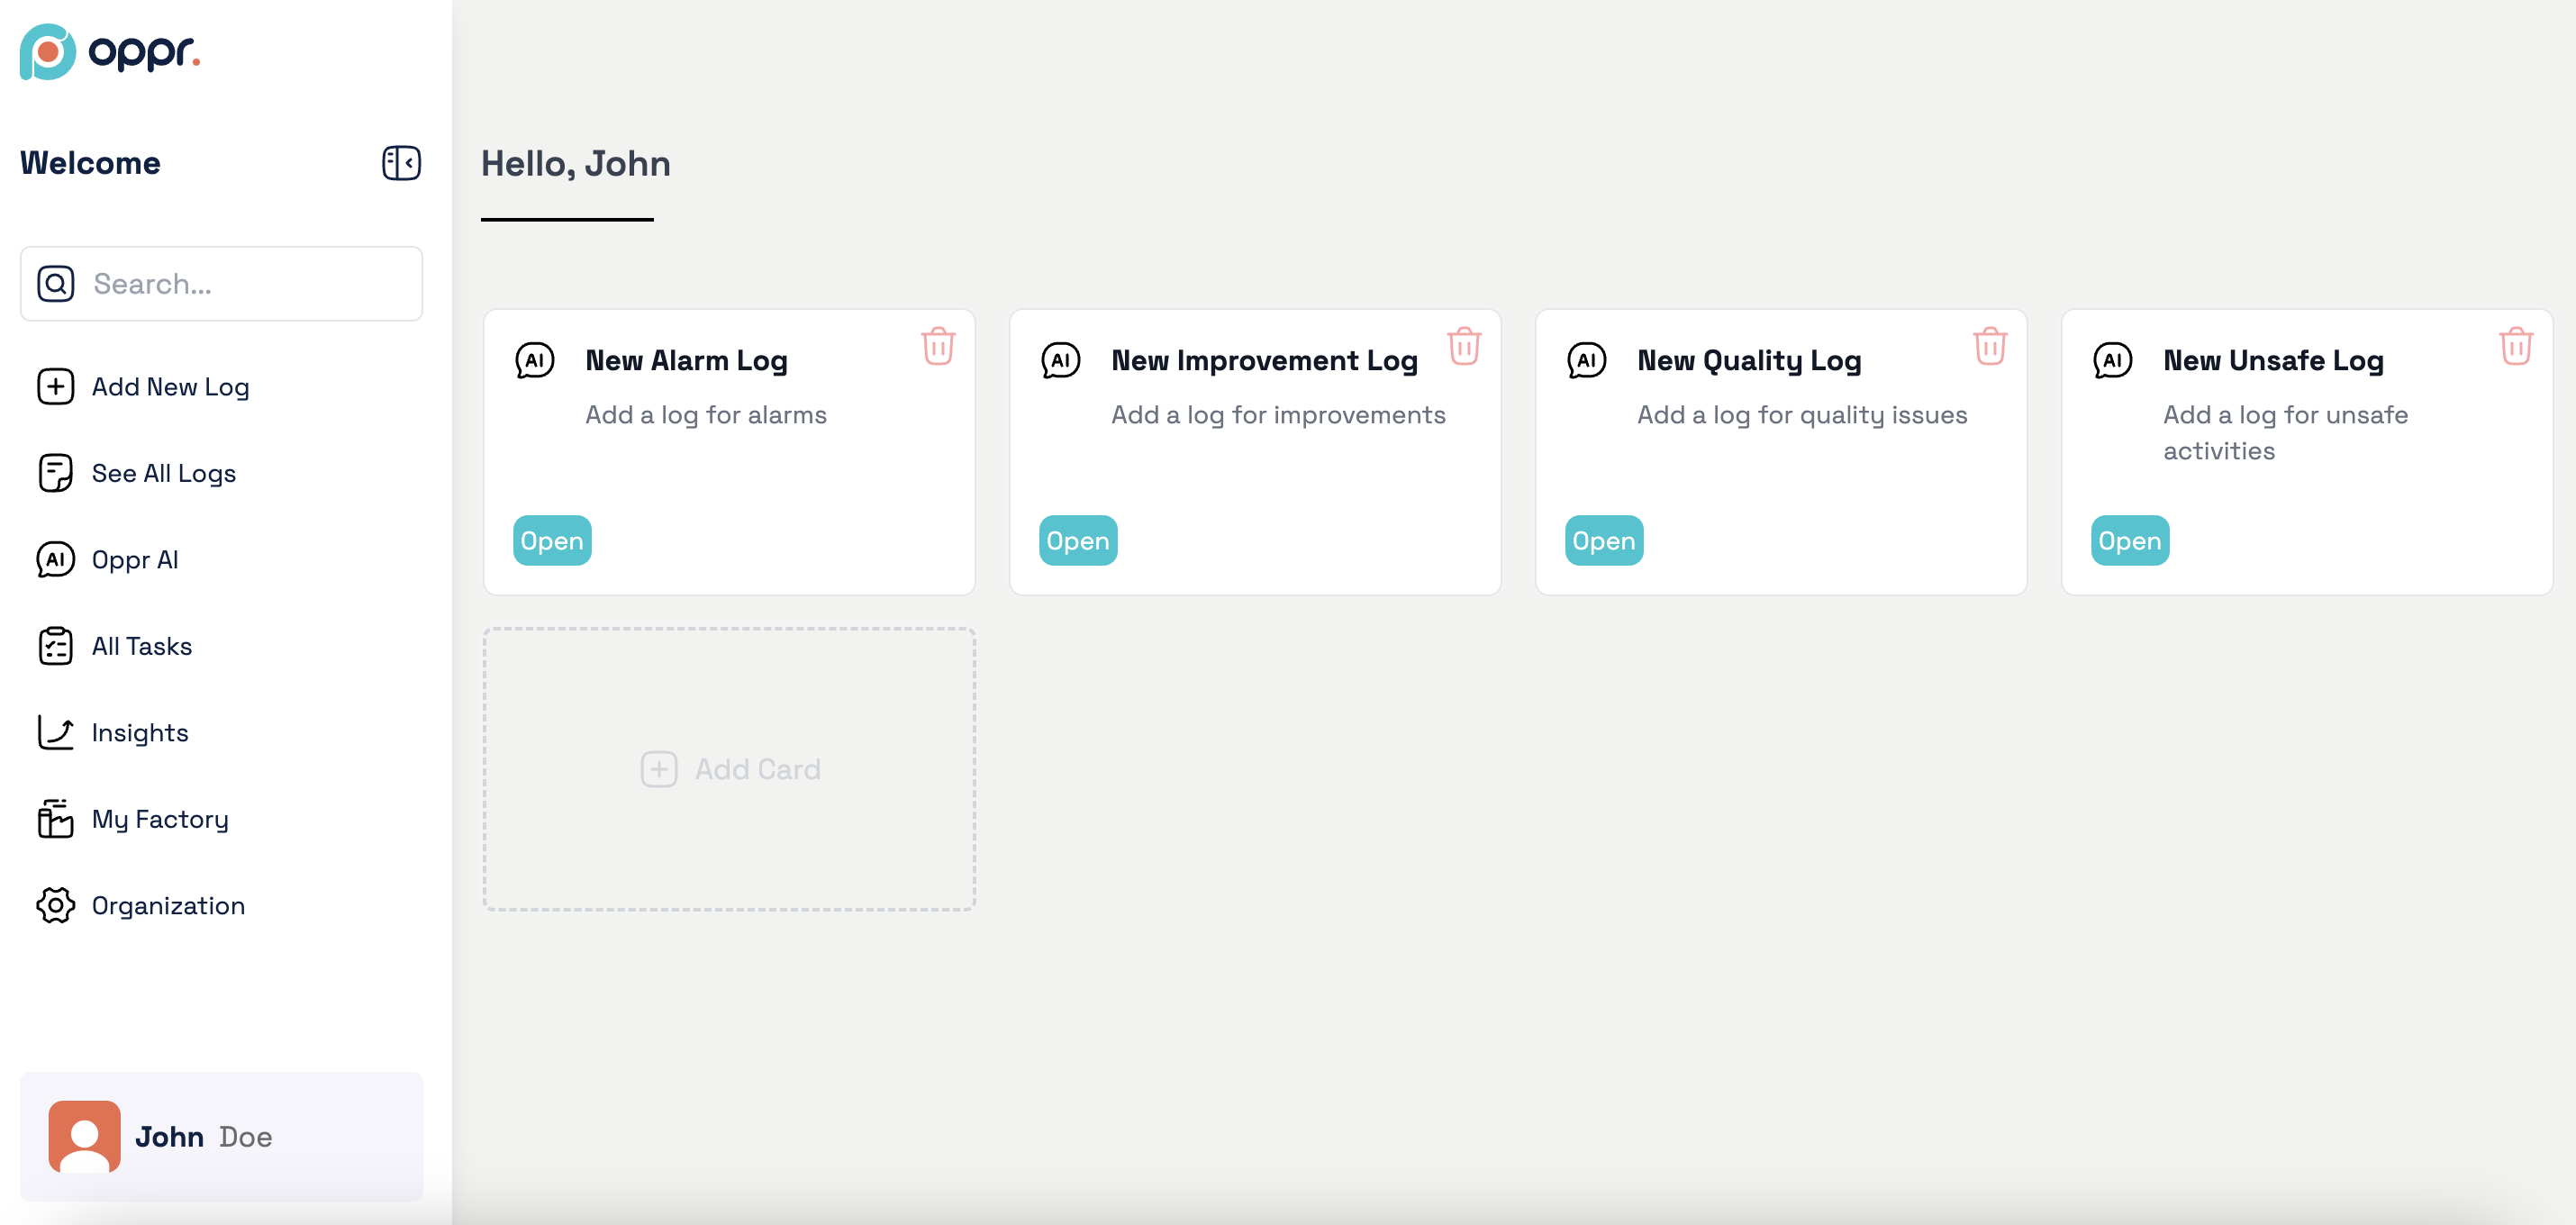 oppr.
Welcome
Search...
Add New Log
See All Logs
AI Oppr AI
All Tasks
Insights
My Factory
Organization
John Doe
Hello, John
AI New Alarm Log
Add a log for alarms
Open
AI New Improvement Log
Add a log for improvements
Open
AI New Quality Log
Add a log for quality issues
Open
AI New Unsafe Log
Add a log for unsafe
activities
Open
Add Card